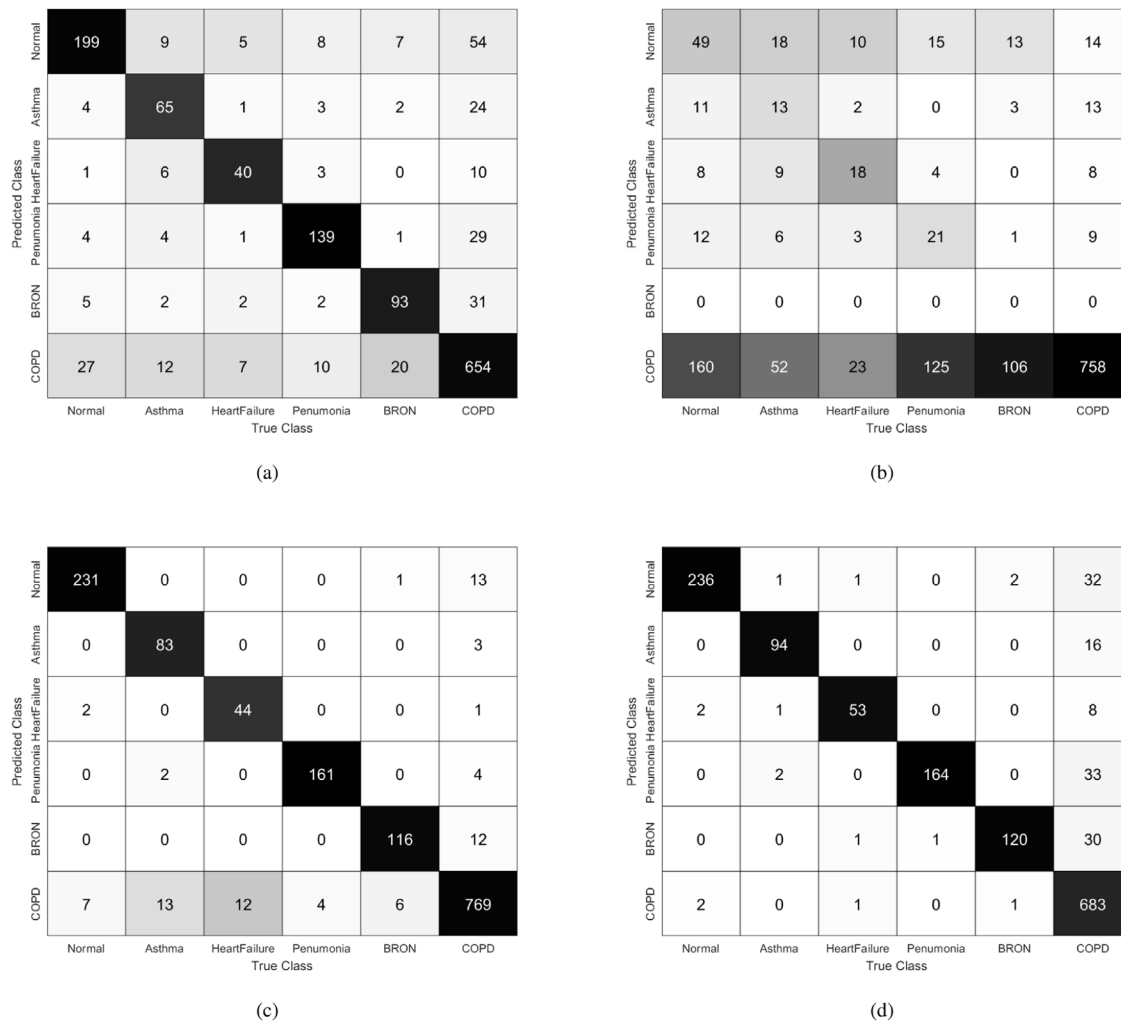 Predicted Class
Normal 199 9 5 8 7 54
Asthma 4 65 1 3 2 24
HeartFailure 1 6 40 3 0 10
Penumonia 4 4 1 139 1 29
BRON 5 2 2 2 93 31
COPD 27 12 7 10 20 654
Normal Asthma HeartFailure Penumonia BRON COPD
True Class
(a)
Predicted Class
Normal 49 18 10 15 13 14
Asthma 11 13 2 0 3 13
HeartFailure 8 9 18 4 0 8
Penumonia 12 6 3 21 1 9
BRON 0 0 0 0 0 0
COPD 160 52 23 125 106 758
Normal Asthma HeartFailure Penumonia BRON COPD
True Class
(b)
Predicted Class
Normal 231 0 0 0 1 13
Asthma 0 83 0 0 0 3
HeartFailure 2 0 44 0 0 1
Penumonia 0 2 0 161 0 4
BRON 0 0 0 0 116 12
COPD 7 13 12 4 6 769
Normal Asthma HeartFailure Penumonia BRON COPD
True Class
(c)
Predicted Class
Normal 236 1 1 0 2 32
Asthma 0 94 0 0 0 16
HeartFailure 2 1 53 0 0 8
Penumonia 0 2 0 164 0 33
BRON 0 0 1 1 120 30
COPD 2 0 1 0 1 683
Normal Asthma HeartFailure Penumonia BRON COPD
True Class
(d)